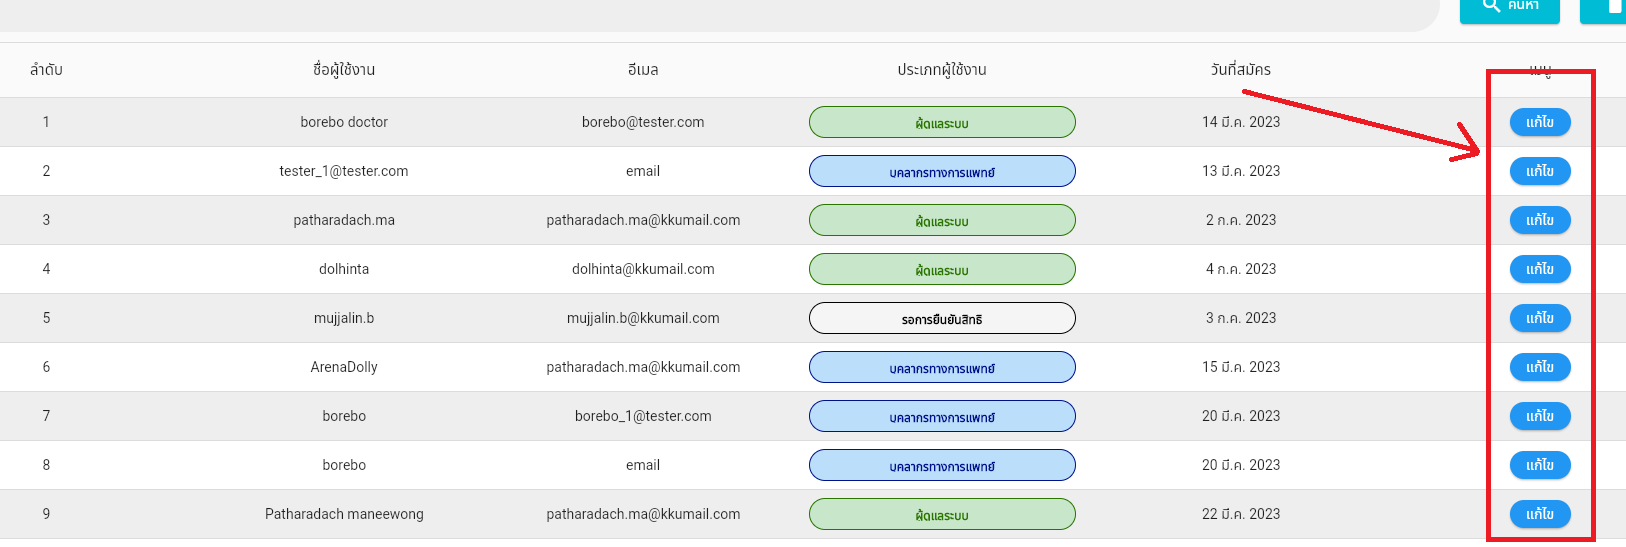 ค้นหา
ลำดับ ชื่อผู้ใช้งาน อีเมล ประเภทผู้ใช้งาน วันที่สมัคร เมนู
1 borebo doctor borebo@tester.com ผู้ดูแลระบบ 14 มี.ค. 2023 แก้ไข
2 tester_1@tester.com email บุคลากรทางการแพทย์ 13 มี.ค. 2023 แก้ไข
3 patharadach.ma patharadach.ma@kkumail.com ผู้ดูแลระบบ 2 ก.ค. 2023 แก้ไข
4 dolhinta dolhinta@kkumail.com ผู้ดูแลระบบ 4 ก.ค. 2023 แก้ไข
5 mujjalin.b mujjalin.b@kkumail.com รอการยืนยันสิทธิ 3 ก.ค. 2023 แก้ไข
6 ArenaDolly patharadach.ma@kkumail.com บุคลากรทางการแพทย์ 15 มี.ค. 2023 แก้ไข
7 borebo borebo_1@tester.com บุคลากรทางการแพทย์ 20 มี.ค. 2023 แก้ไข
8 borebo email บุคลากรทางการแพทย์ 20 มี.ค. 2023 แก้ไข
9 Patharadach maneewong patharadach.ma@kkumail.com ผู้ดูแลระบบ 22 มี.ค. 2023 แก้ไข